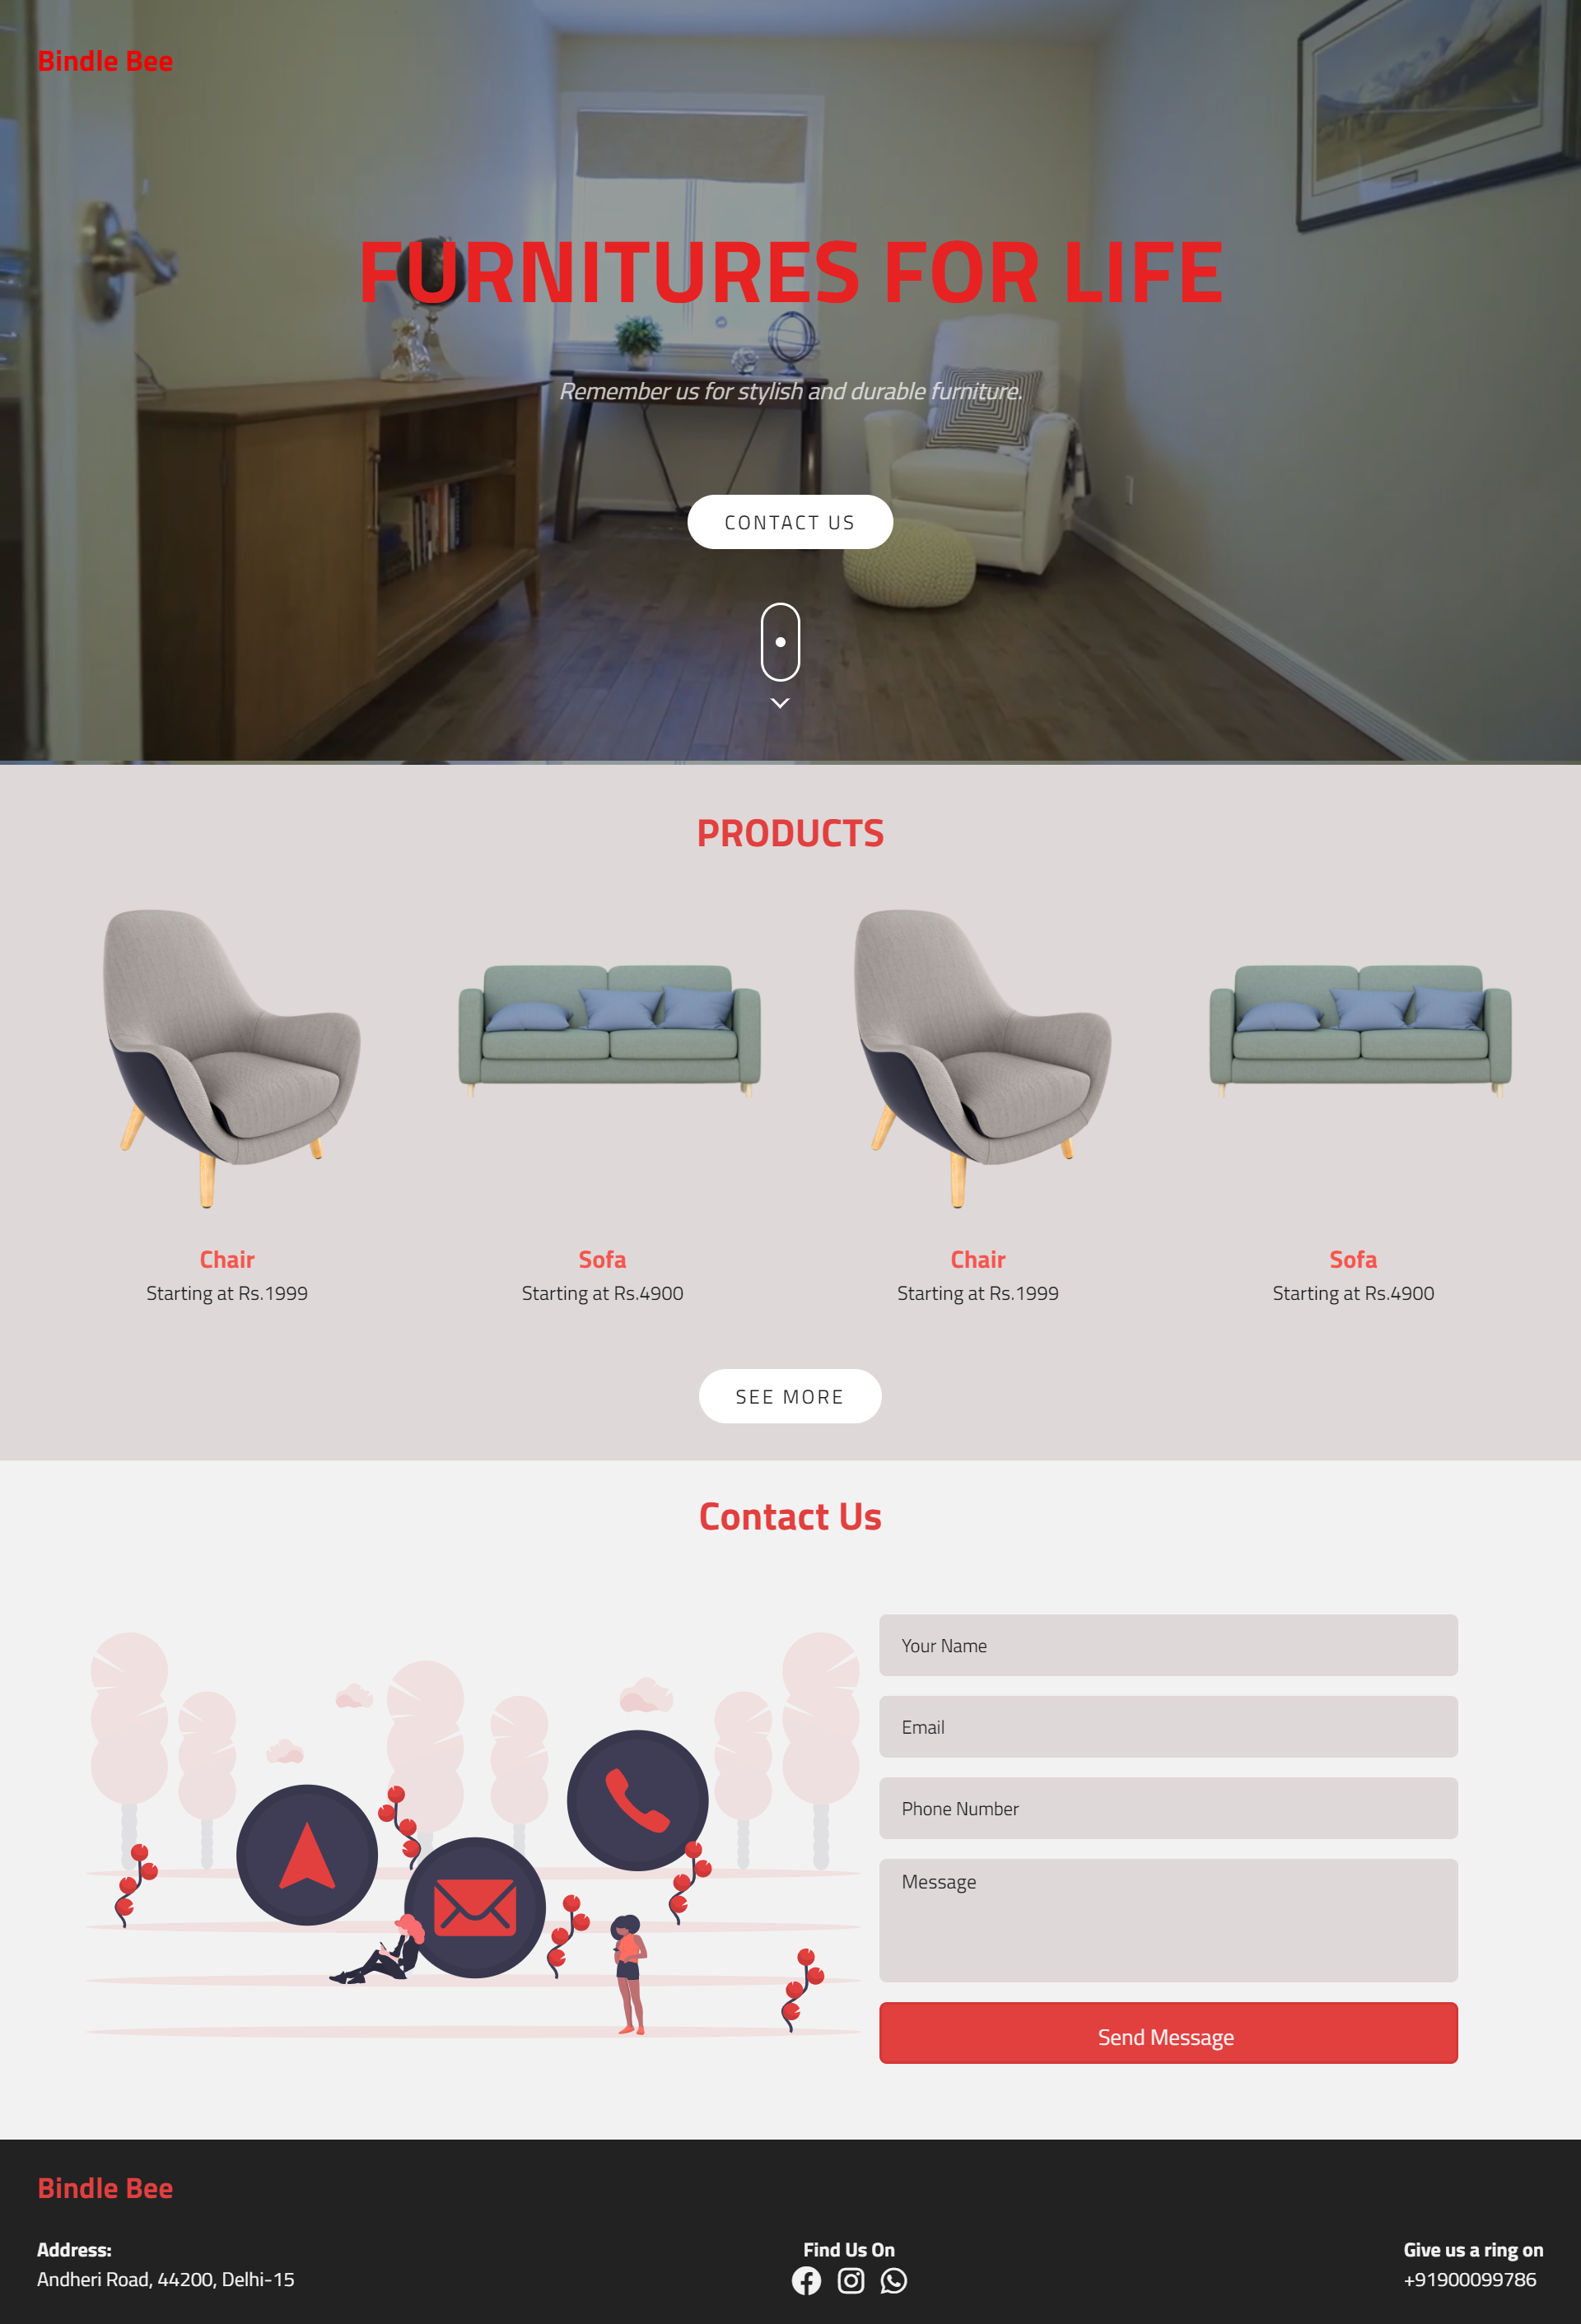 Bindle Bee
FURNITURES FOR LIFE
Remember us for stylish and durable furniture.
CONTACT US
PRODUCTS
Chair
Starting at Rs.1999
Sofa
Starting at Rs.4900
Chair
Starting at Rs.1999
Sofa
Starting at Rs.4900
SEE MORE
Contact Us
Your Name
Email
Phone Number
Message
Send Message
Bindle Bee
Address:
Andheri Road, 44200, Delhi-15
Find Us On
Give us a ring on
+91900099786